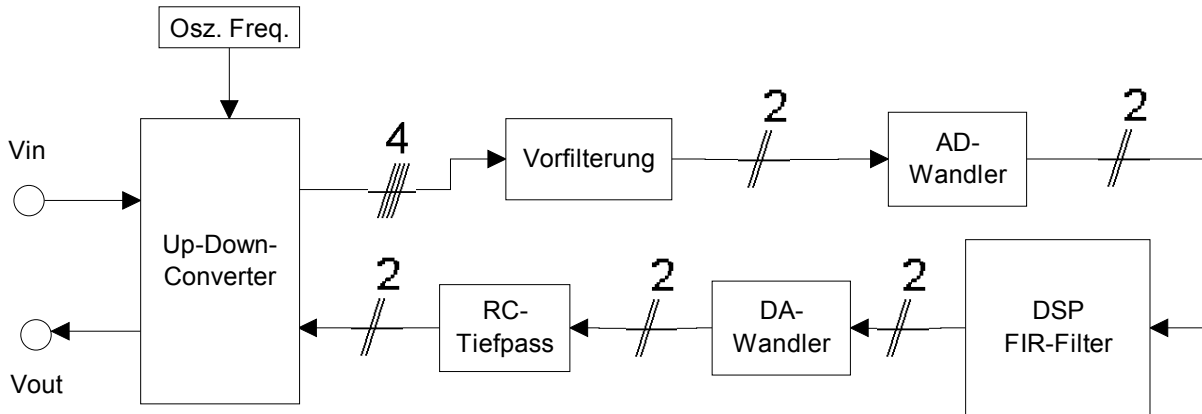 Osz. Freq.
Vin
4
Vorfilterung
2
AD-
Wandler
2
Up-Down-
Converter
2
RC-
Tiefpass
2
DA-
Wandler
2
DSP
FIR-Filter
Vout